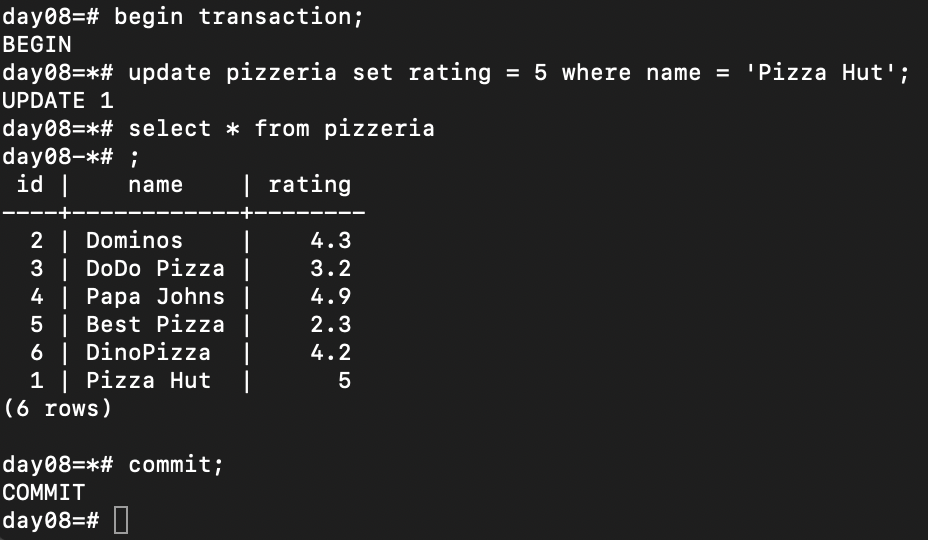 day08=# begin transaction;
BEGIN
day08=*# update pizzeria set rating = 5 where name = 'Pizza Hut';
UPDATE 1
day08=*# select * from pizzeria
day08-*# ;
 id |    name    | rating
----+------------+--------
  2 | Dominos    |    4.3
  3 | DoDo Pizza |    3.2
  4 | Papa Johns |    4.9
  5 | Best Pizza |    2.3
  6 | DinoPizza  |    4.2
  1 | Pizza Hut  |      5
(6 rows)

day08=*# commit;
COMMIT
day08=#